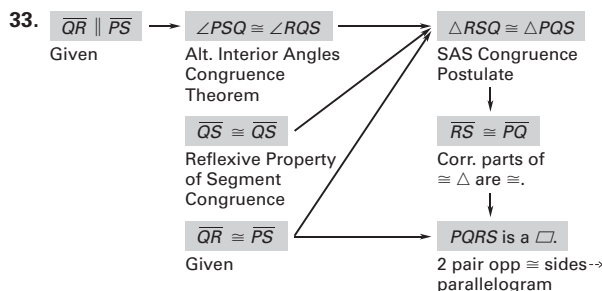 33. QR ∥ PS
Given
∠PSQ ≅ ∠RQS
Alt. Interior Angles
Congruence
Theorem
△RSQ ≅ △PQS
SAS Congruence
Postulate
QS ≅ QS
Reflexive Property
of Segment
Congruence
RS ≅ PQ
Corr. parts of
≅ △ are ≅.
QR ≅ PS
Given
PQRS is a ▱.
2 pair opp ≅ sides-→
parallelogram